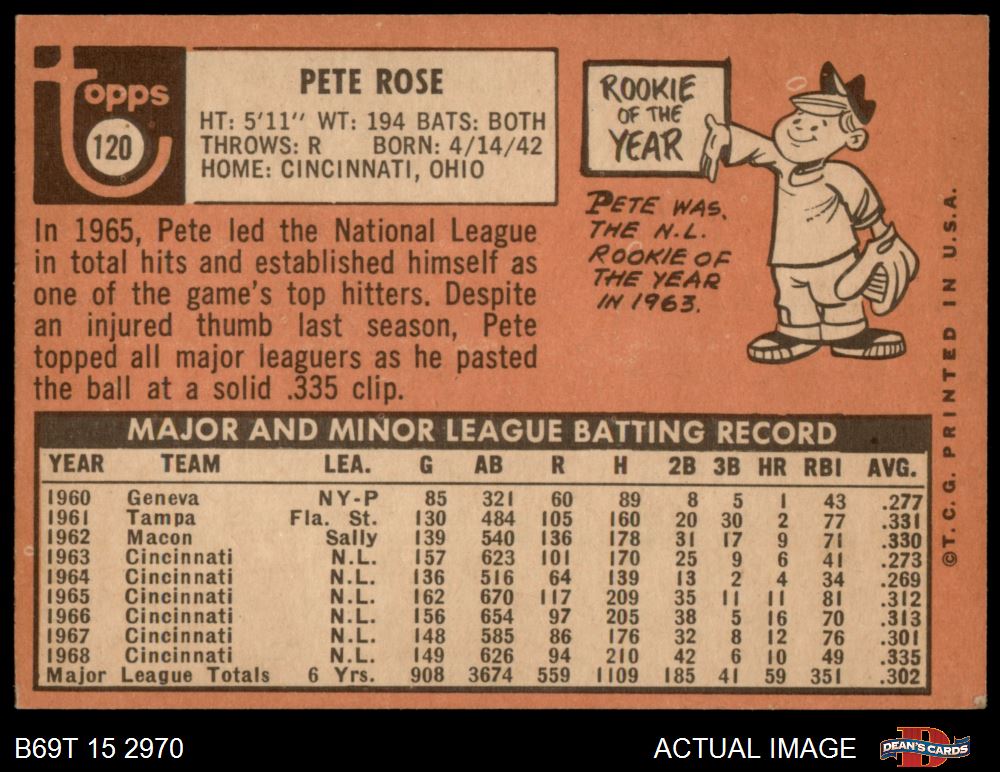 Topps
120
PETE ROSE
HT: 5'11" WT: 194 BATS: BOTH
THROWS: R BORN: 4/14/42
HOME: CINCINNATI, OHIO
In 1965, Pete led the National League
in total hits and established himself as
one of the game's top hitters. Despite
an injured thumb last season, Pete
topped all major leaguers as he pasted
the ball at a solid .335 clip.
ROOKIE
OF THE
YEAR
PETE WAS.
THE N.L.
ROOKIE OF
THE YEAR
IN 1963.
MAJOR AND MINOR LEAGUE BATTING RECORD
YEAR TEAM LEA. G AB R H 2B 3B HR RBI AVG.
1960 Geneva NY-P 85 321 60 89 8 5 1 43 .277
1961 Tampa Fla. St. 130 484 105 160 20 30 2 77 .331
1962 Macon Sally 139 540 136 178 31 17 9 71 .330
1963 Cincinnati N.L. 157 623 101 170 25 9 6 41 .273
1964 Cincinnati N.L. 136 516 64 139 13 2 4 34 .269
1965 Cincinnati N.L. 162 670 117 209 35 11 11 81 .312
1966 Cincinnati N.L. 156 654 97 205 38 5 16 70 .313
1967 Cincinnati N.L. 148 585 86 176 32 8 12 76 .301
1968 Cincinnati N.L. 149 626 94 210 42 6 10 49 .335
Major League Totals 6 Yrs. 908 3674 559 1109 185 41 59 351 .302
©T.C.G. PRINTED IN U.S.A.
B69T 15 2970
ACTUAL IMAGE
D
DEAN'S CARDS